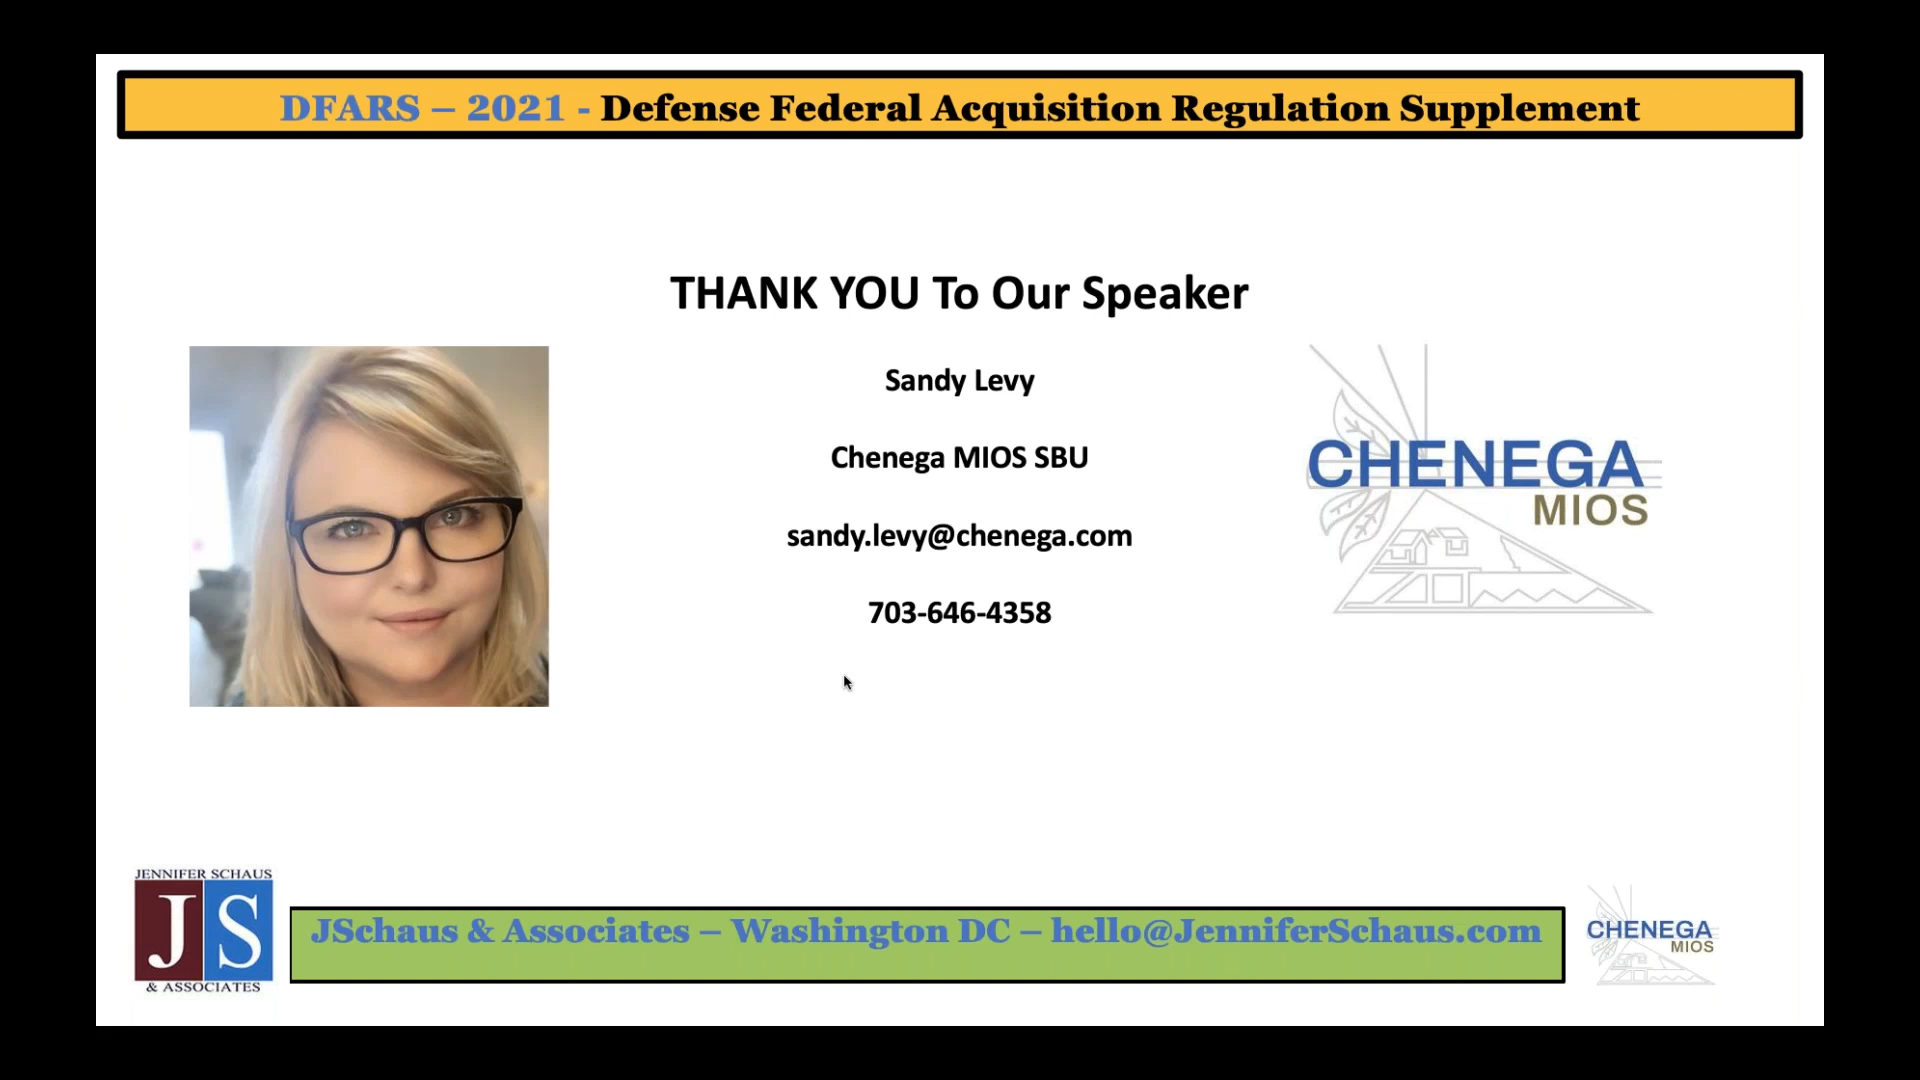 DFARS – 2021 - Defense Federal Acquisition Regulation Supplement
THANK YOU To Our Speaker
Sandy Levy
Chenega MIOS SBU
sandy.levy@chenega.com
703-646-4358
CHENEGA
MIOS
JENNIFER SCHAUS
JS
& ASSOCIATES
JSchaus & Associates – Washington DC – hello@JenniferSchaus.com
CHENEGA
MIOS